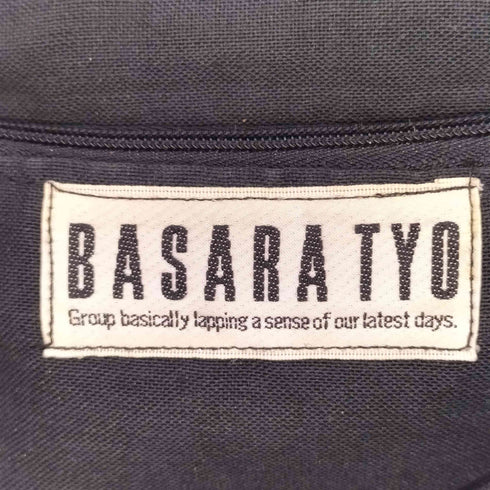 BASARA TYO
Group basically lapping a sense of our latest days.